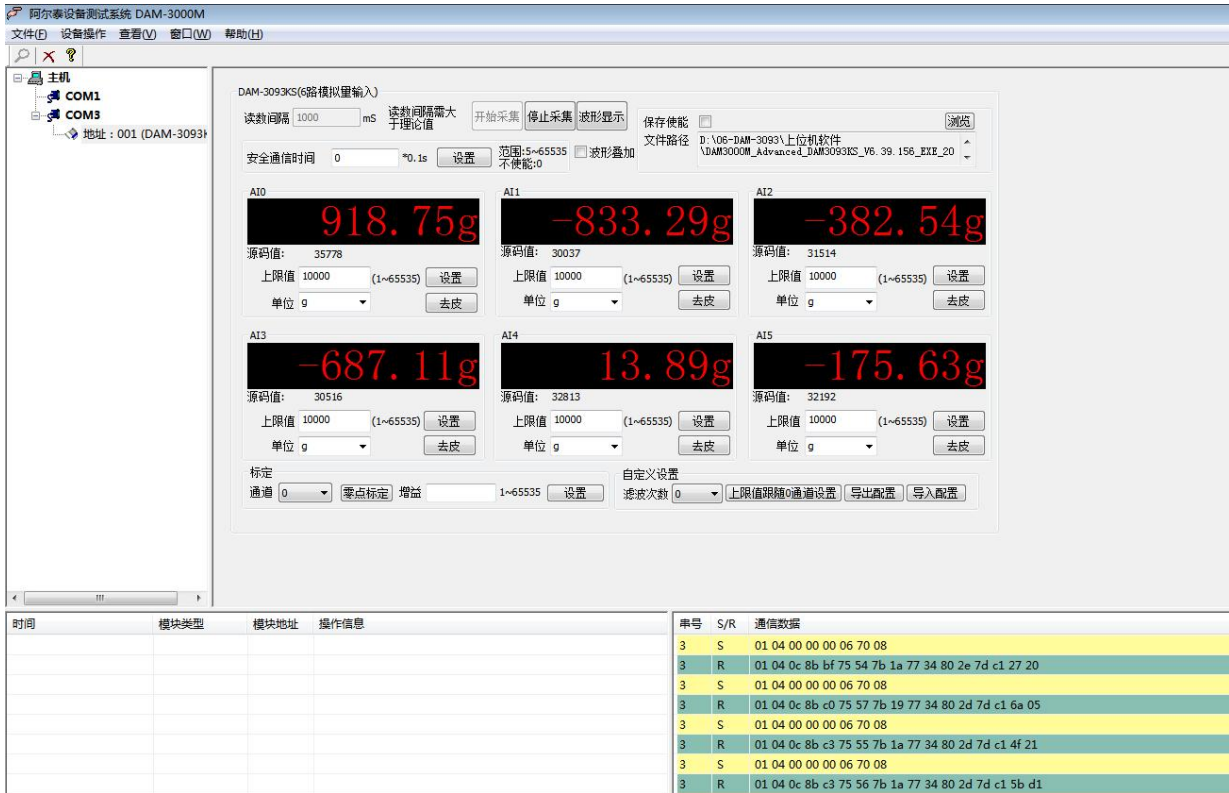 阿尔泰设备测试系统 DAM-3000M
文件(F) 设备操作 查看(V) 窗口(W) 帮助(H)
主机
COM1
COM3
地址：001 (DAM-3093K
DAM-3093KS(6路模拟量输入)
读数间隔 1000 mS 读数间隔需大于理论值 开始采集 停止采集 波形显示
保存使能 浏览
文件路径 D:\06-DAM-3093\上位机软件
\DAM3000M_Advanced_DAM3093KS_V6.39.156_EXE_20
安全通信时间 0 *0.1s 设置 范围:5~65535 不使能:0 波形叠加
AI0 AI1 AI2
918.75g -833.29g -382.54g
源码值: 35778 源码值: 30037 源码值: 31514
上限值 10000 (1~65535) 设置 上限值 10000 (1~65535) 设置 上限值 10000 (1~65535) 设置
单位 g 去皮 单位 g 去皮 单位 g 去皮
AI3 AI4 AI5
-687.11g 13.89g -175.63g
源码值: 30516 源码值: 32813 源码值: 32192
上限值 10000 (1~65535) 设置 上限值 10000 (1~65535) 设置 上限值 10000 (1~65535) 设置
单位 g 去皮 单位 g 去皮 单位 g 去皮
标定 自定义设置
通道 0 零点标定 增益 1~65535 设置 滤波次数 0 上限值跟随0通道设置 导出配置 导入配置
时间 模块类型 模块地址 操作信息 串号 S/R 通信数据
3 S 01 04 00 00 00 06 70 08
3 R 01 04 0c 8b bf 75 54 7b 1a 77 34 80 2e 7d c1 27 20
3 S 01 04 00 00 00 06 70 08
3 R 01 04 0c 8b c0 75 57 7b 19 77 34 80 2d 7d c1 6a 05
3 S 01 04 00 00 00 06 70 08
3 R 01 04 0c 8b c3 75 55 7b 1a 77 34 80 2d 7d c1 4f 21
3 S 01 04 00 00 00 06 70 08
3 R 01 04 0c 8b c3 75 56 7b 1a 77 34 80 2d 7d c1 5b d1